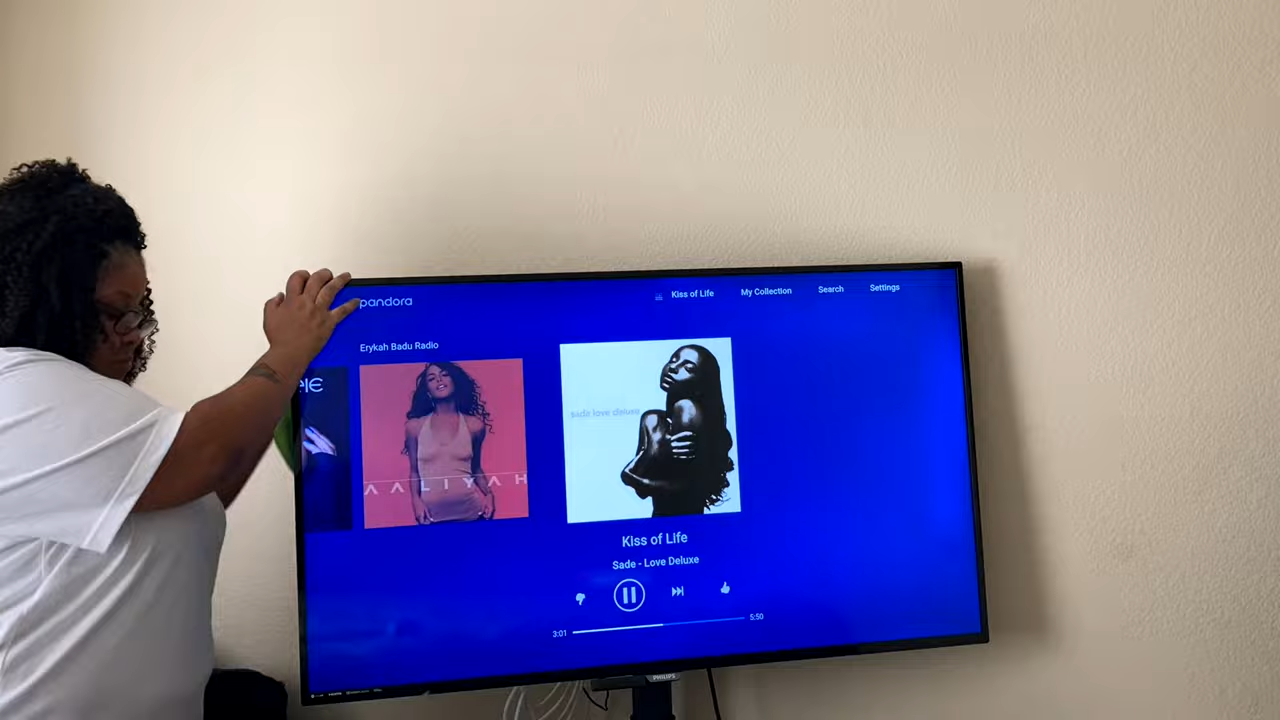 pandora
Kiss of Life
My Collection
Search
Settings
Erykah Badu Radio
AALIYAH
sade love deluxe
Kiss of Life
Sade - Love Deluxe
3:01
5:50
PHILIPS